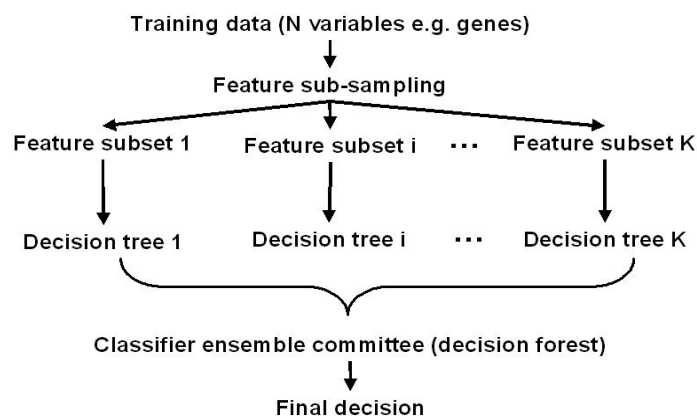 Training data (N variables e.g. genes)
Feature sub-sampling
Feature subset 1 Feature subset i ... Feature subset K
Decision tree 1 Decision tree i ... Decision tree K
Classifier ensemble committee (decision forest)
Final decision